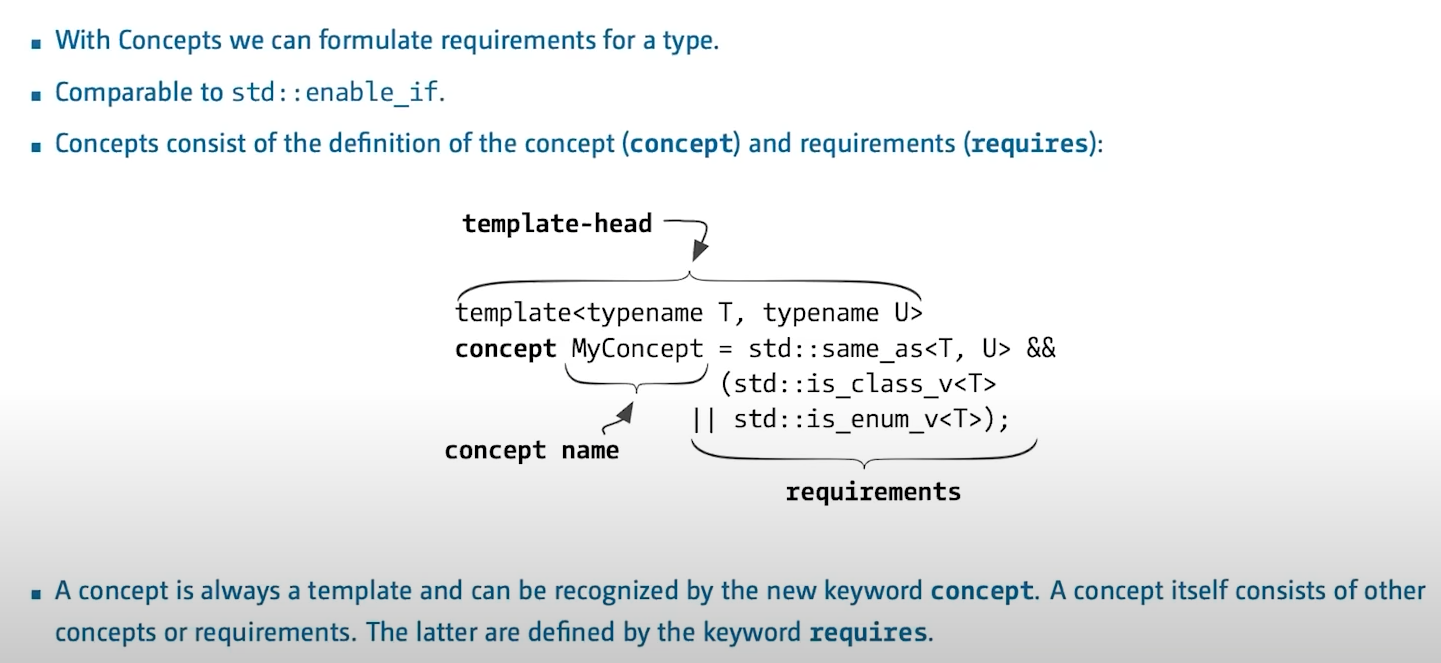 ▪ With Concepts we can formulate requirements for a type.
▪ Comparable to std::enable_if.
▪ Concepts consist of the definition of the concept (concept) and requirements (requires):
template-head
template<typename T, typename U>
concept MyConcept = std::same_as<T, U> &&
(std::is_class_v<T>
|| std::is_enum_v<T>);
concept name
requirements
▪ A concept is always a template and can be recognized by the new keyword concept. A concept itself consists of other
concepts or requirements. The latter are defined by the keyword requires.